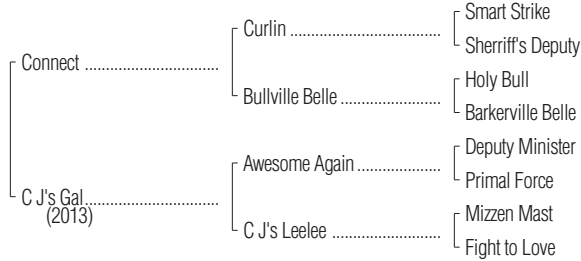 Smart Strike
Curlin ....................................
Sherriff's Deputy
Connect ................................
Holy Bull
Bullville Belle ........................
Barkerville Belle
Deputy Minister
Awesome Again ....................
Primal Force
C J's Gal................................
(2013)
Mizzen Mast
C J's Leelee ..........................
Fight to Love